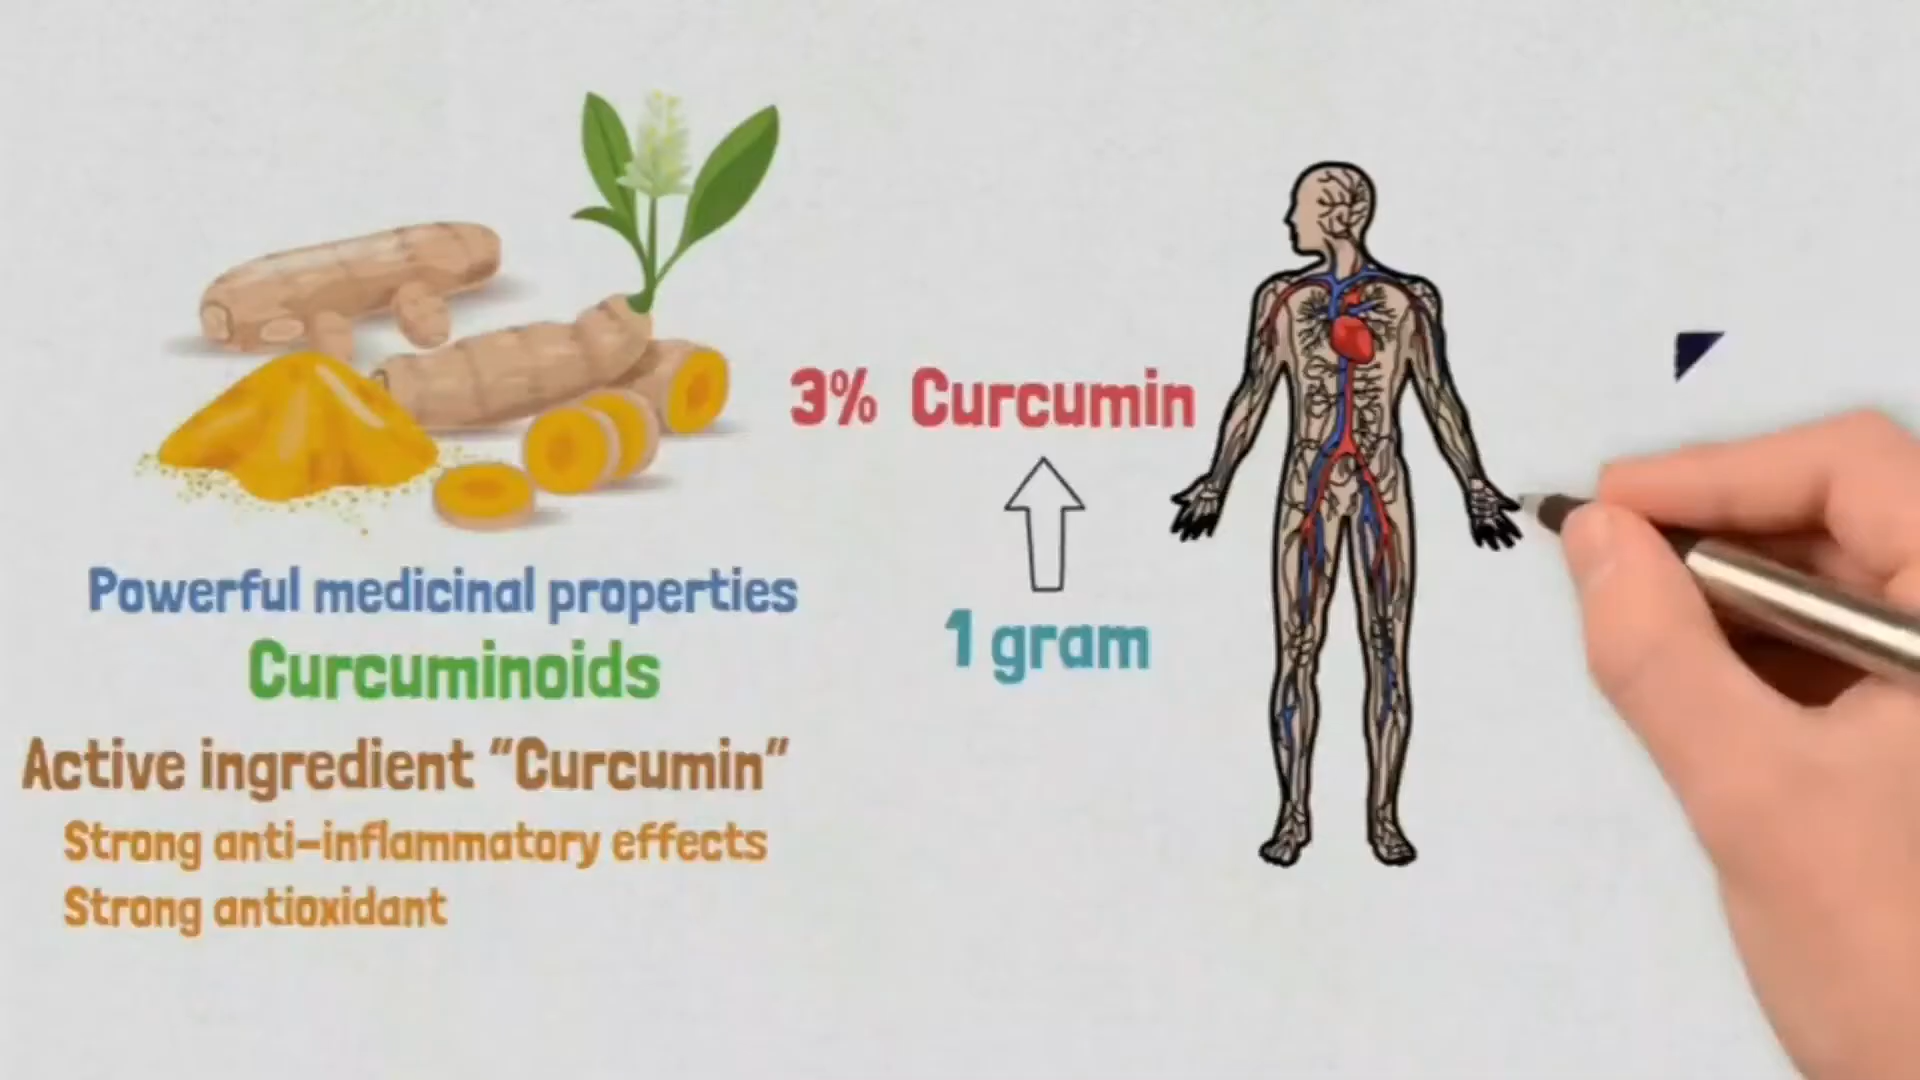 3% Curcumin
1 gram
Powerful medicinal properties
Curcuminoids
Active ingredient "Curcumin"
Strong anti-inflammatory effects
Strong antioxidant